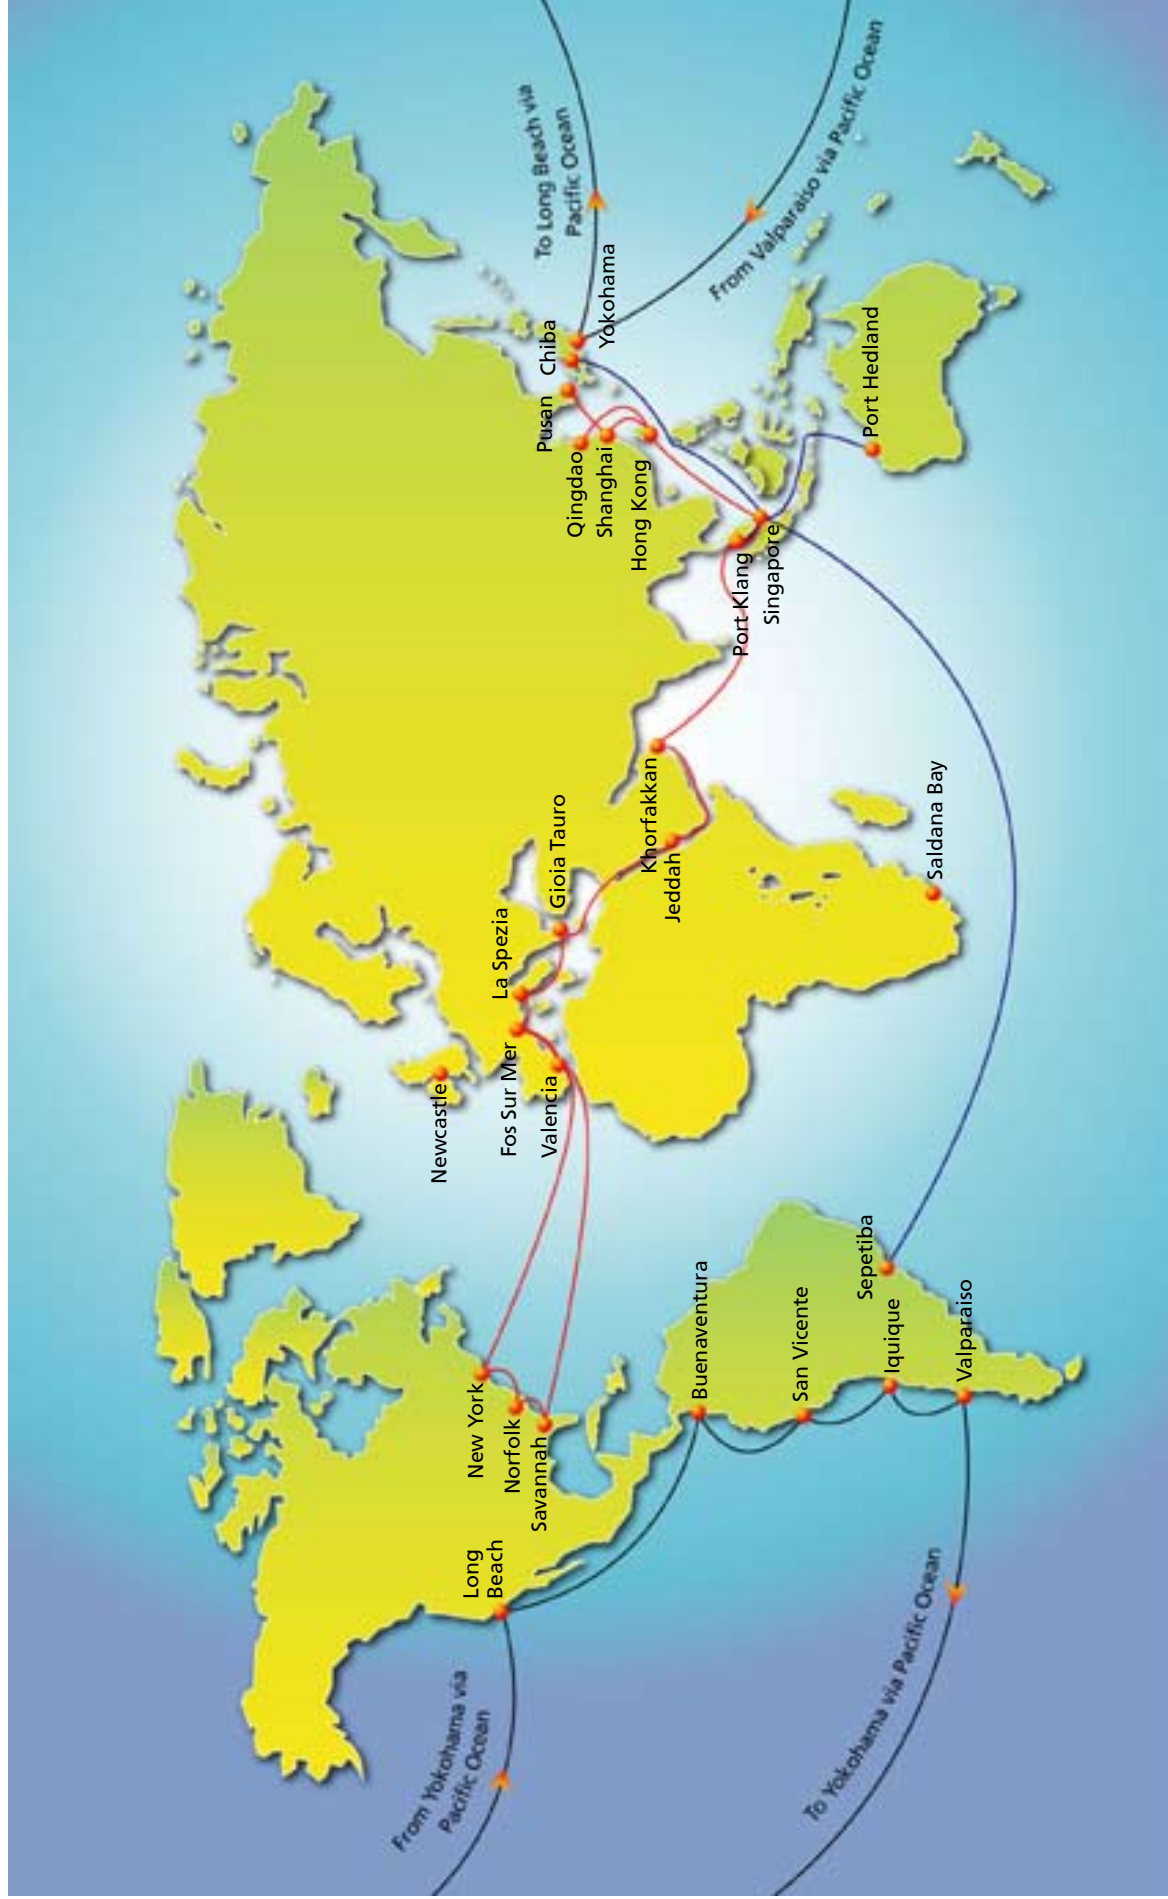 From Yokohama via
Pacific Ocean
To Yokohama via Pacific Ocean
Long
Beach
New York
Norfolk
Savannah
Buenaventura
San Vicente
Iquique
Valparaiso
Sepetiba
Newcastle
Fos Sur Mer
Valencia
La Spezia
Gioia Tauro
Jeddah
Khorfakkan
Saldana Bay
Port Klang
Singapore
Hong Kong
Shanghai
Qingdao
Pusan
Chiba
Yokohama
Port Hedland
To Long Beach via
Pacific Ocean
From Valparaiso via Pacific Ocean